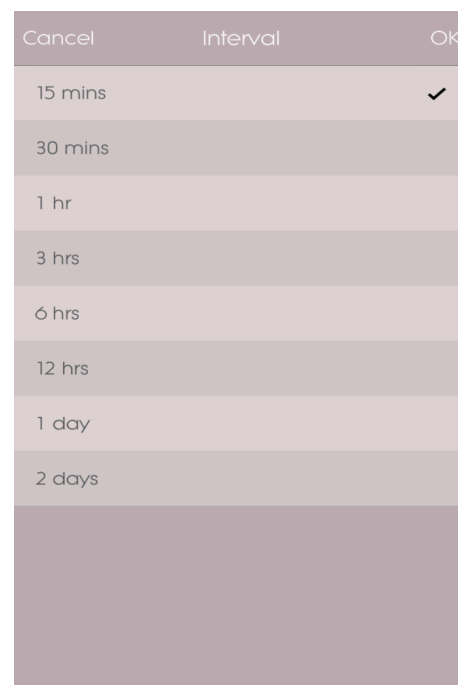 Cancel Interval OK
15 mins
30 mins
1 hr
3 hrs
6 hrs
12 hrs
1 day
2 days